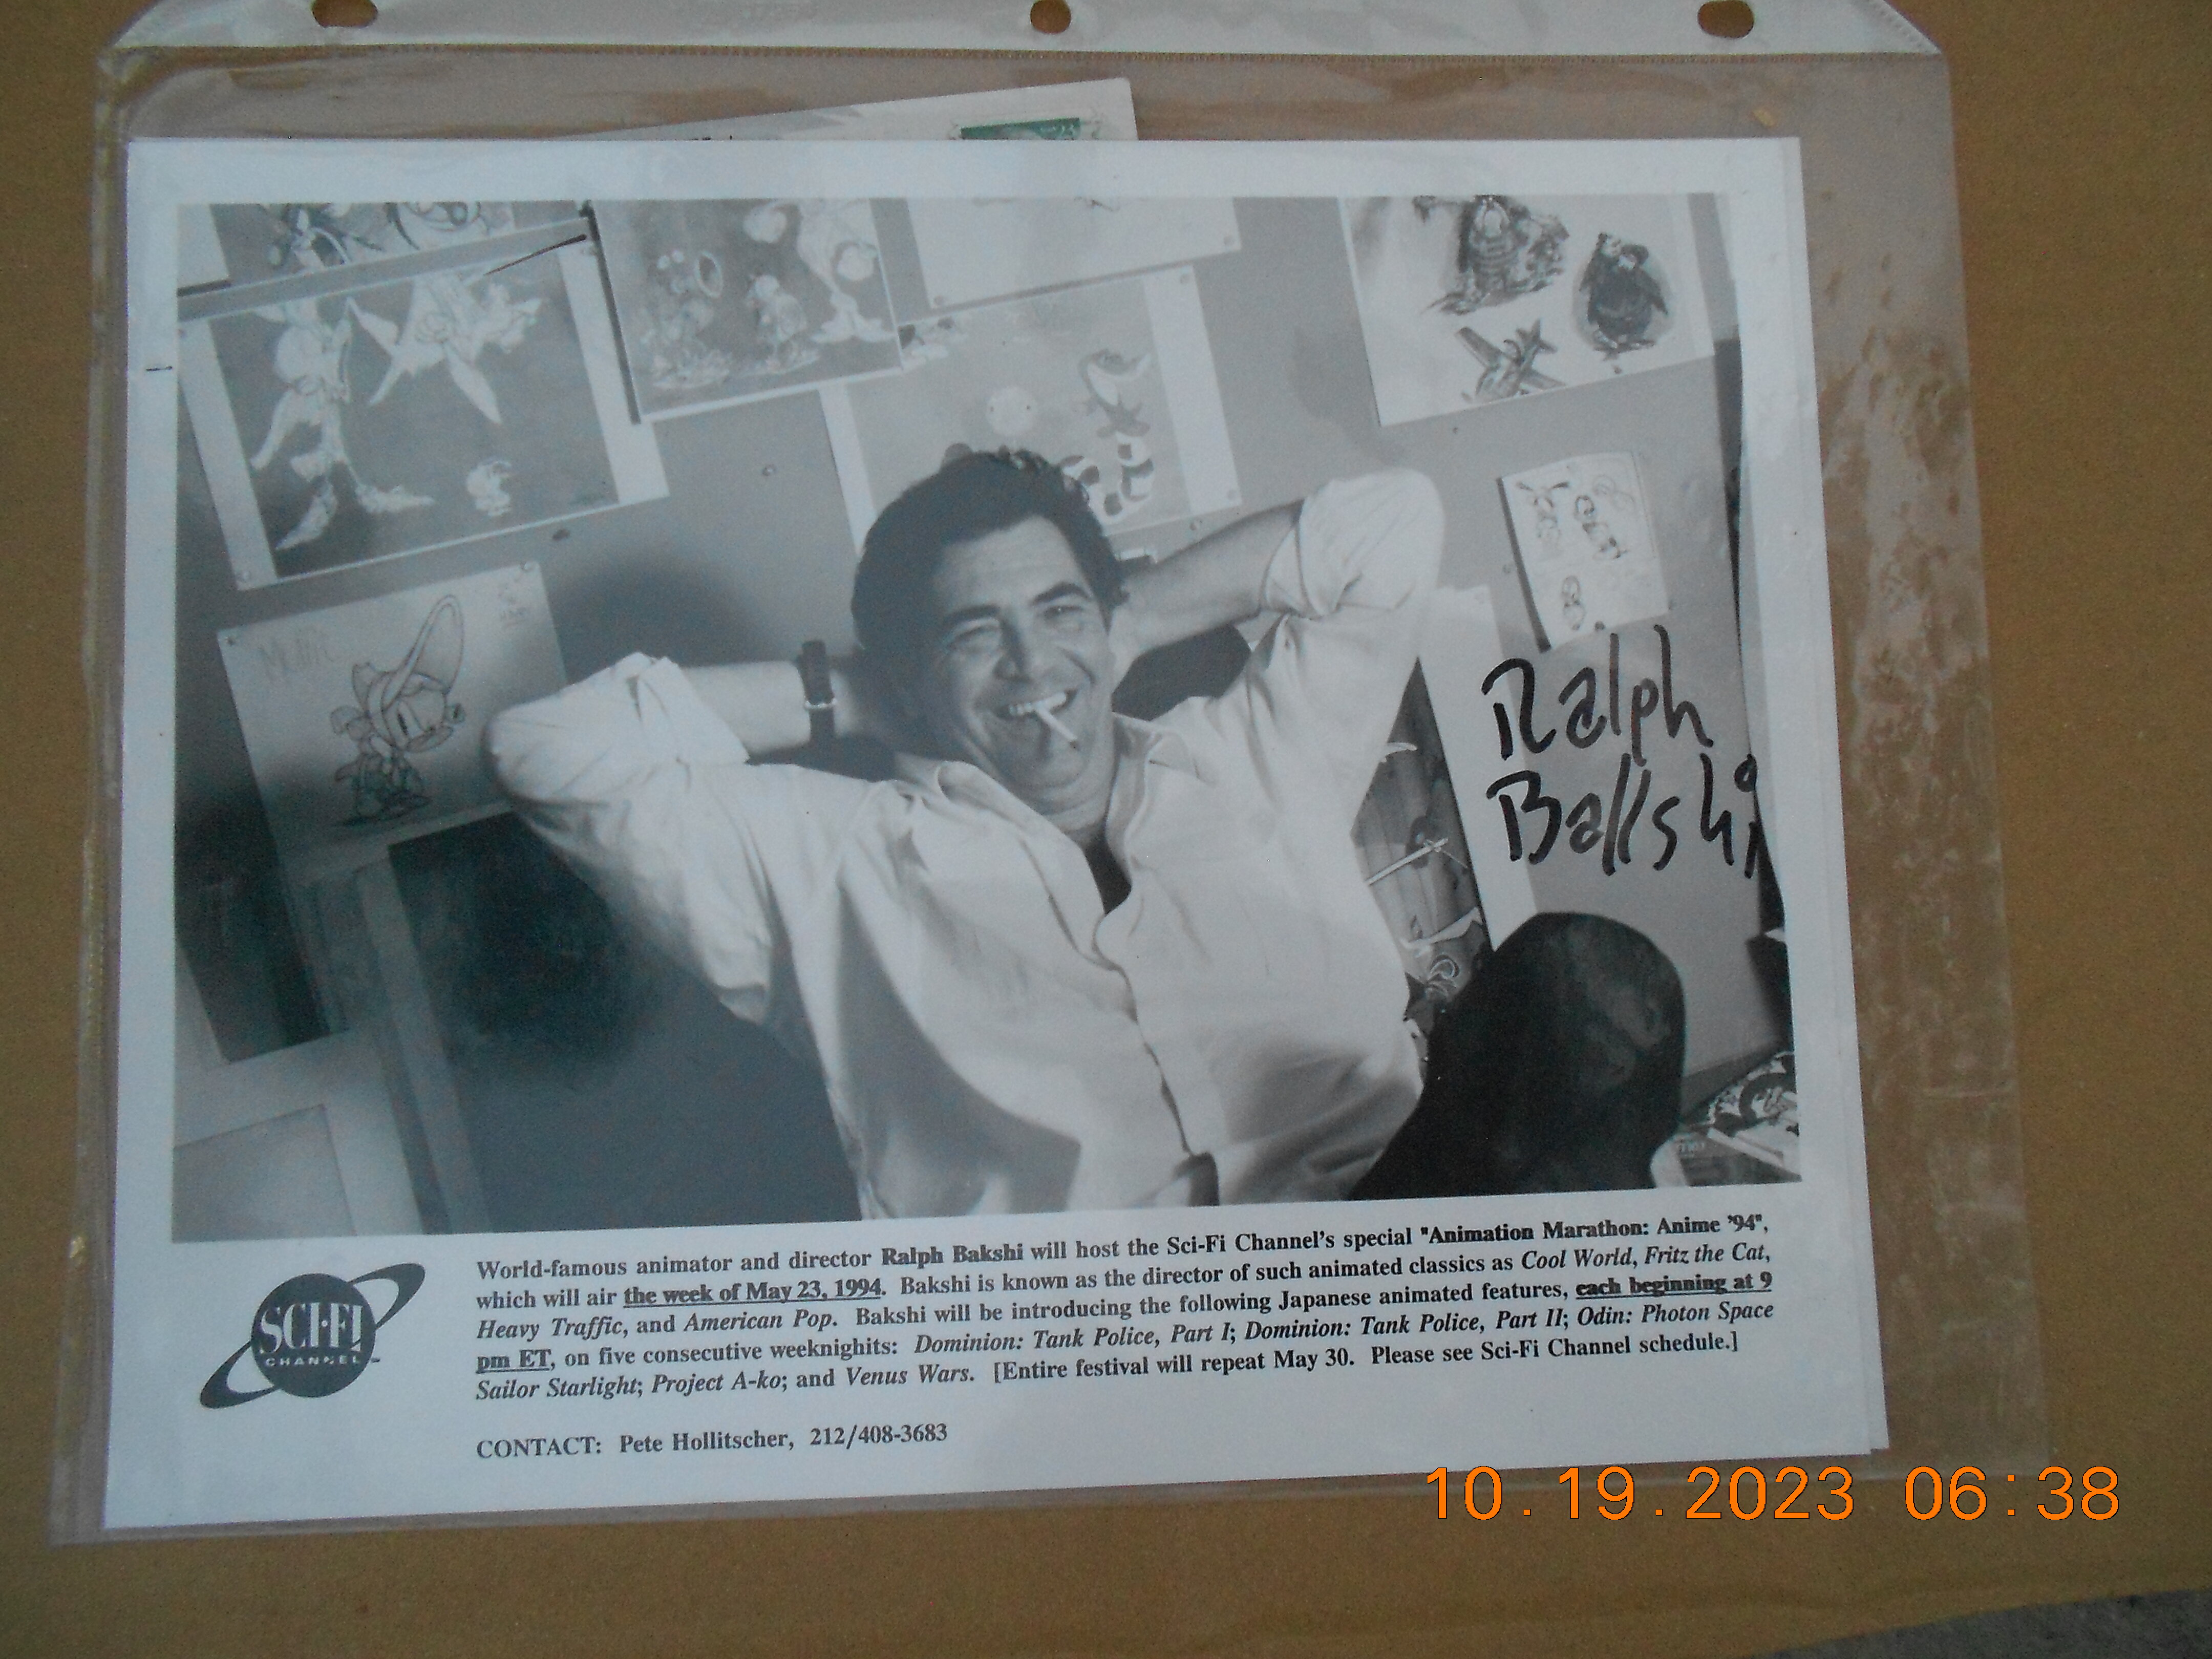 Ralph
Bakshi
World-famous animator and director Ralph Bakshi will host the Sci-Fi Channel's special "Animation Marathon: Anime '94",
which will air the week of May 23, 1994. Bakshi is known as the director of such animated classics as Cool World, Fritz the Cat,
Heavy Traffic, and American Pop. Bakshi will be introducing the following Japanese animated features, each beginning at 9
pm ET, on five consecutive weeknights: Dominion: Tank Police, Part I; Dominion: Tank Police, Part II; Odin: Photon Space
Sailor Starlight; Project A-ko; and Venus Wars. [Entire festival will repeat May 30. Please see Sci-Fi Channel schedule.]
SCI-FI
CHANNEL™
CONTACT: Pete Hollitscher, 212/408-3683
10.19.2023 06:38